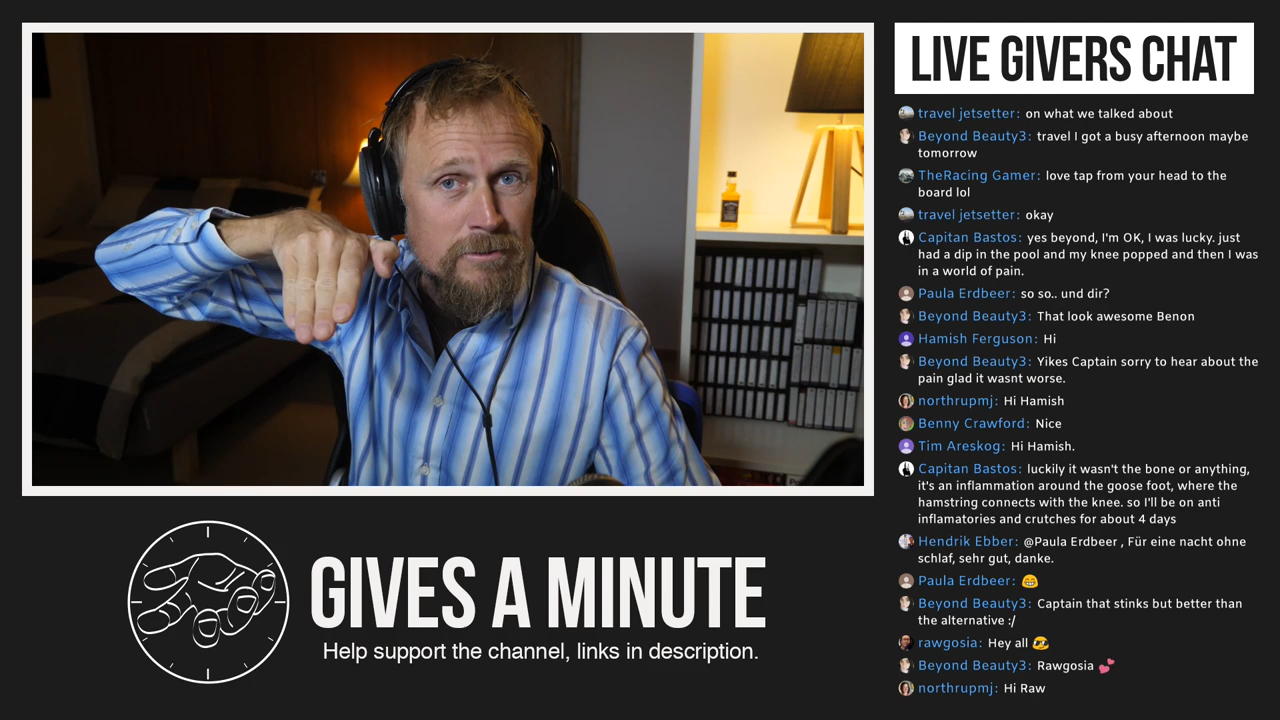 LIVE GIVERS CHAT
travel jetsetter: on what we talked about
Beyond Beauty3: travel I got a busy afternoon maybe
tomorrow
TheRacing Gamer: love tap from your head to the
board lol
travel jetsetter: okay
Capitan Bastos: yes beyond, I'm OK, I was lucky. just
had a dip in the pool and my knee popped and then I was
in a world of pain.
Paula Erdbeer: so so.. und dir?
Beyond Beauty3: That look awesome Benon
Hamish Ferguson: Hi
Beyond Beauty3: Yikes Captain sorry to hear about the
pain glad it wasnt worse.
northrupmj: Hi Hamish
Benny Crawford: Nice
Tim Areskog: Hi Hamish.
Capitan Bastos: luckily it wasn't the bone or anything,
it's an inflammation around the goose foot, where the
hamstring connects with the knee. so I'll be on anti
inflamatories and crutches for about 4 days
Hendrik Ebber: @Paula Erdbeer , Für eine nacht ohne
schlaf, sehr gut, danke.
Paula Erdbeer: 😁
Beyond Beauty3: Captain that stinks but better than
the alternative :/
rawgosia: Hey all
Beyond Beauty3: Rawgosia 💕
northrupmj: Hi Raw
GIVES A MINUTE
Help support the channel, links in description.